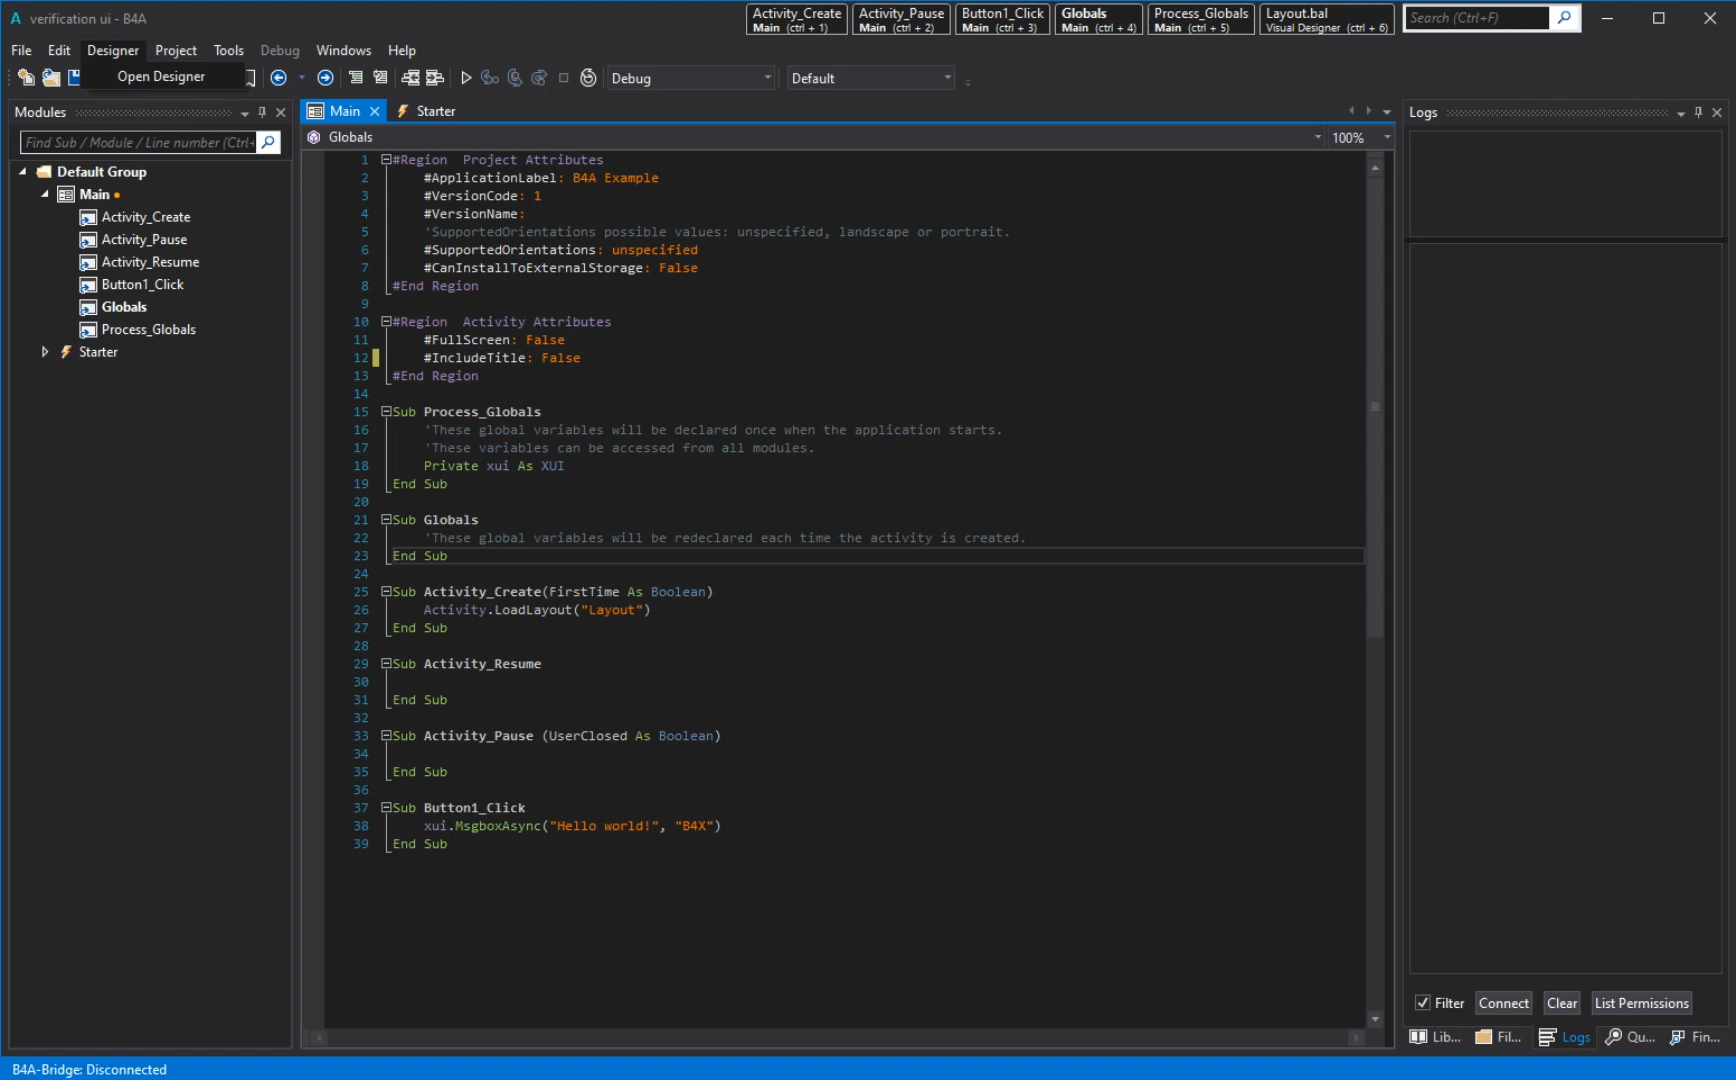 verification ui - B4A
Activity_Create
Main (ctrl + 1)
Activity_Pause
Main (ctrl + 2)
Button1_Click
Main (ctrl + 3)
Globals
Main (ctrl + 4)
Process_Globals
Main (ctrl + 5)
Layout.bal
Visual Designer (ctrl + 6)
Search (Ctrl+F)
File Edit Designer Project Tools Debug Windows Help
Open Designer
Debug
Default
Modules
Find Sub / Module / Line number (Ctrl+
Default Group
Main
Activity_Create
Activity_Pause
Activity_Resume
Button1_Click
Globals
Process_Globals
Starter
Main
Starter
Globals
100%
1 #Region  Project Attributes
2 #ApplicationLabel: B4A Example
3 #VersionCode: 1
4 #VersionName:
5 'SupportedOrientations possible values: unspecified, landscape or portrait.
6 #SupportedOrientations: unspecified
7 #CanInstallToExternalStorage: False
8 #End Region
9
10 #Region  Activity Attributes
11 #FullScreen: False
12 #IncludeTitle: False
13 #End Region
14
15 Sub Process_Globals
16 'These global variables will be declared once when the application starts.
17 'These variables can be accessed from all modules.
18 Private xui As XUI
19 End Sub
20
21 Sub Globals
22 'These global variables will be redeclared each time the activity is created.
23 End Sub
24
25 Sub Activity_Create(FirstTime As Boolean)
26 Activity.LoadLayout("Layout")
27 End Sub
28
29 Sub Activity_Resume
30
31 End Sub
32
33 Sub Activity_Pause (UserClosed As Boolean)
34
35 End Sub
36
37 Sub Button1_Click
38 xui.MsgboxAsync("Hello world!", "B4X")
39 End Sub
Logs
Filter
Connect
Clear
List Permissions
Lib...
Fil...
Logs
Qu...
Fin...
B4A-Bridge: Disconnected